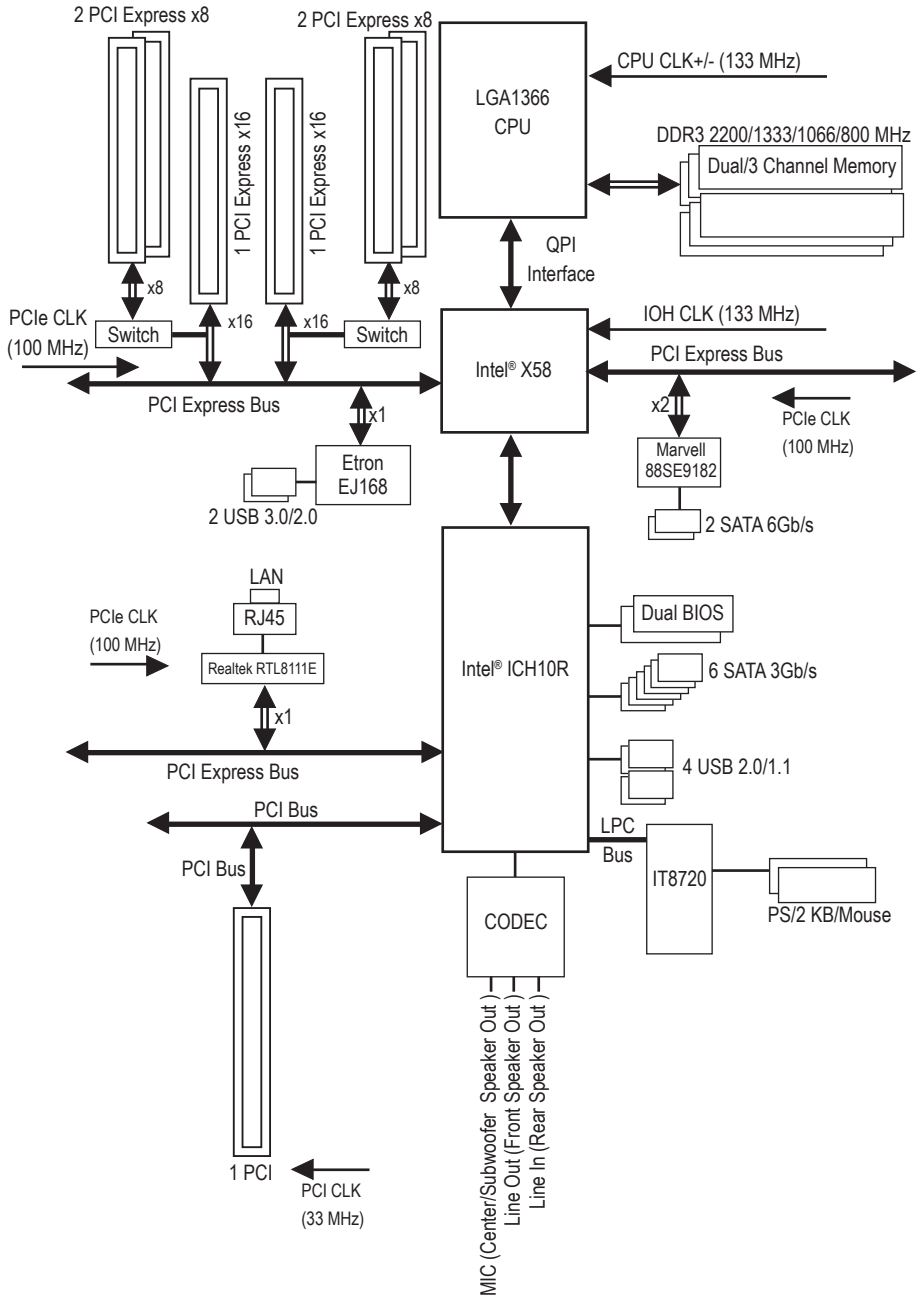 2 PCI Express x8
2 PCI Express x8
1 PCI Express x16
1 PCI Express x16
LGA1366
CPU
CPU CLK+/- (133 MHz)
DDR3 2200/1333/1066/800 MHz
Dual/3 Channel Memory
QPI
Interface
x8
x8
PCIe CLK
(100 MHz)
Switch
x16
x16
Switch
IOH CLK (133 MHz)
Intel® X58
PCI Express Bus
PCI Express Bus
x1
x2
PCIe CLK
(100 MHz)
Etron
EJ168
Marvell
88SE9182
2 USB 3.0/2.0
2 SATA 6Gb/s
LAN
RJ45
PCIe CLK
(100 MHz)
Realtek RTL8111E
x1
Intel® ICH10R
Dual BIOS
6 SATA 3Gb/s
4 USB 2.0/1.1
PCI Express Bus
PCI Bus
PCI Bus
LPC
Bus
IT8720
PS/2 KB/Mouse
CODEC
MIC (Center/Subwoofer Speaker Out )
Line Out (Front Speaker Out )
Line In (Rear Speaker Out )
1 PCI
PCI CLK
(33 MHz)